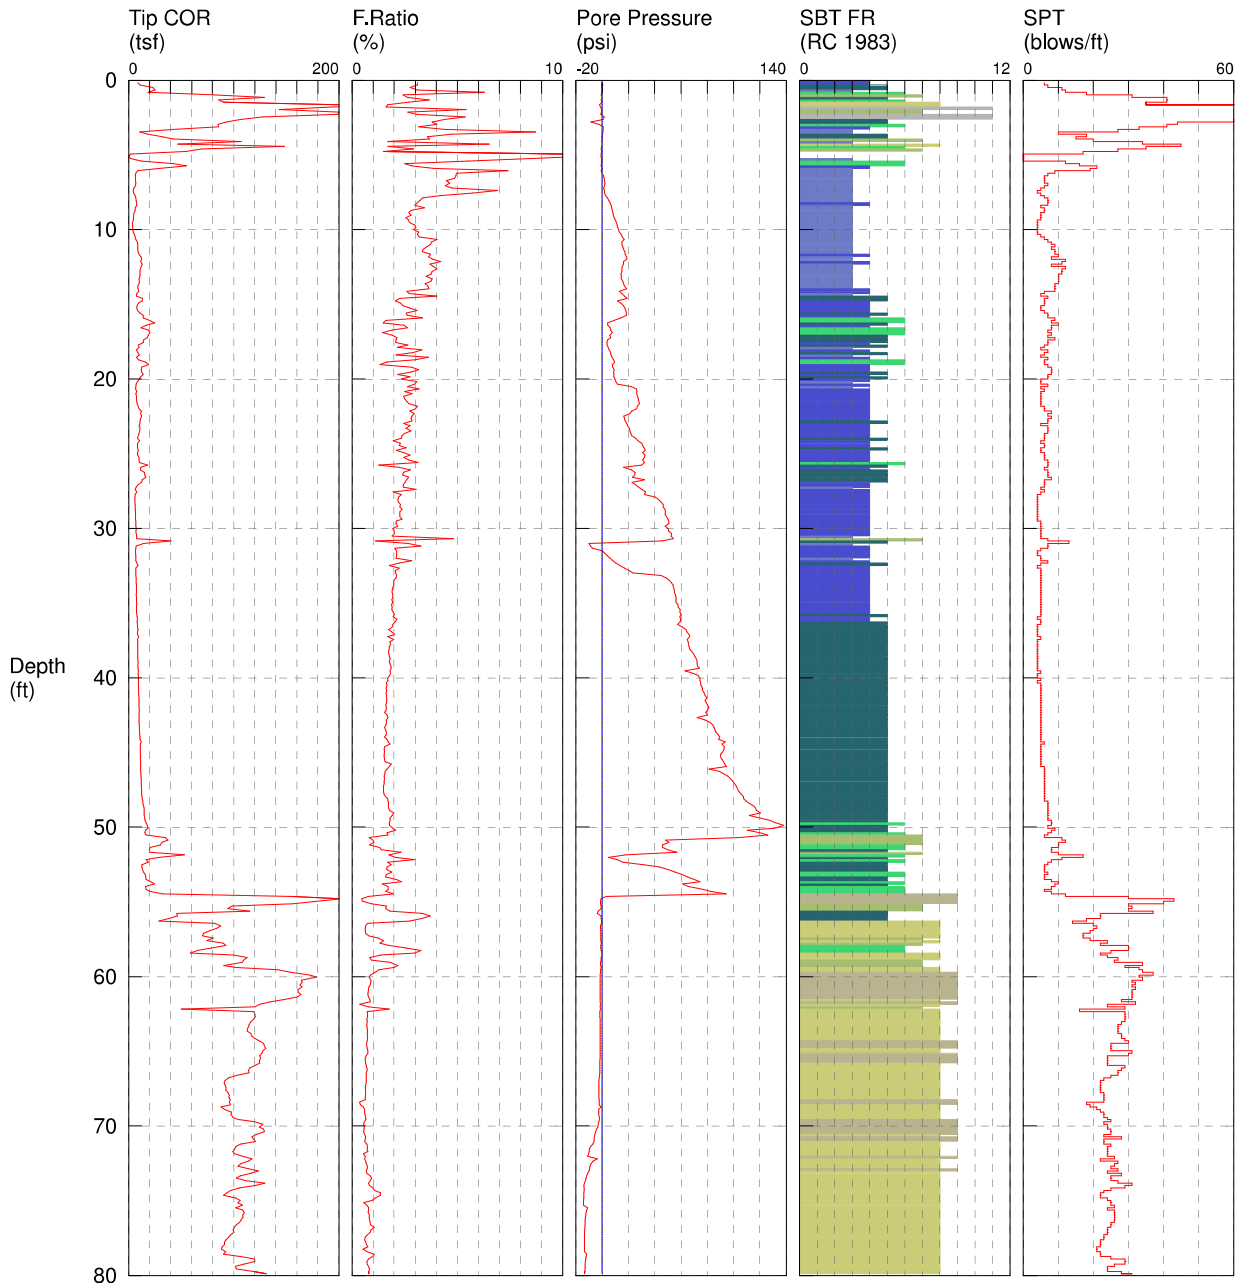 Tip COR
(tsf)
F.Ratio
(%)
Pore Pressure
(psi)
SBT FR
(RC 1983)
SPT
(blows/ft)
0 200
0 10
-20 140
0 12
0 60
0
10
20
30
Depth
(ft)
40
50
60
70
80